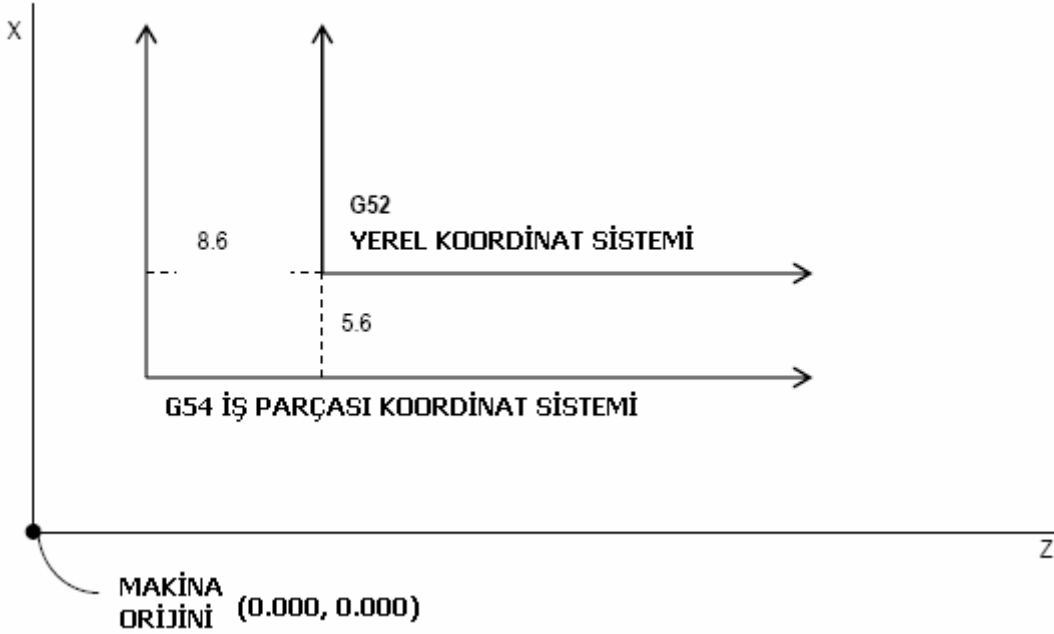 X
G52
8.6
YEREL KOORDİNAT SİSTEMİ
5.6
G54 İŞ PARÇASI KOORDİNAT SİSTEMİ
Z
MAKİNA
ORİJİNİ (0.000, 0.000)